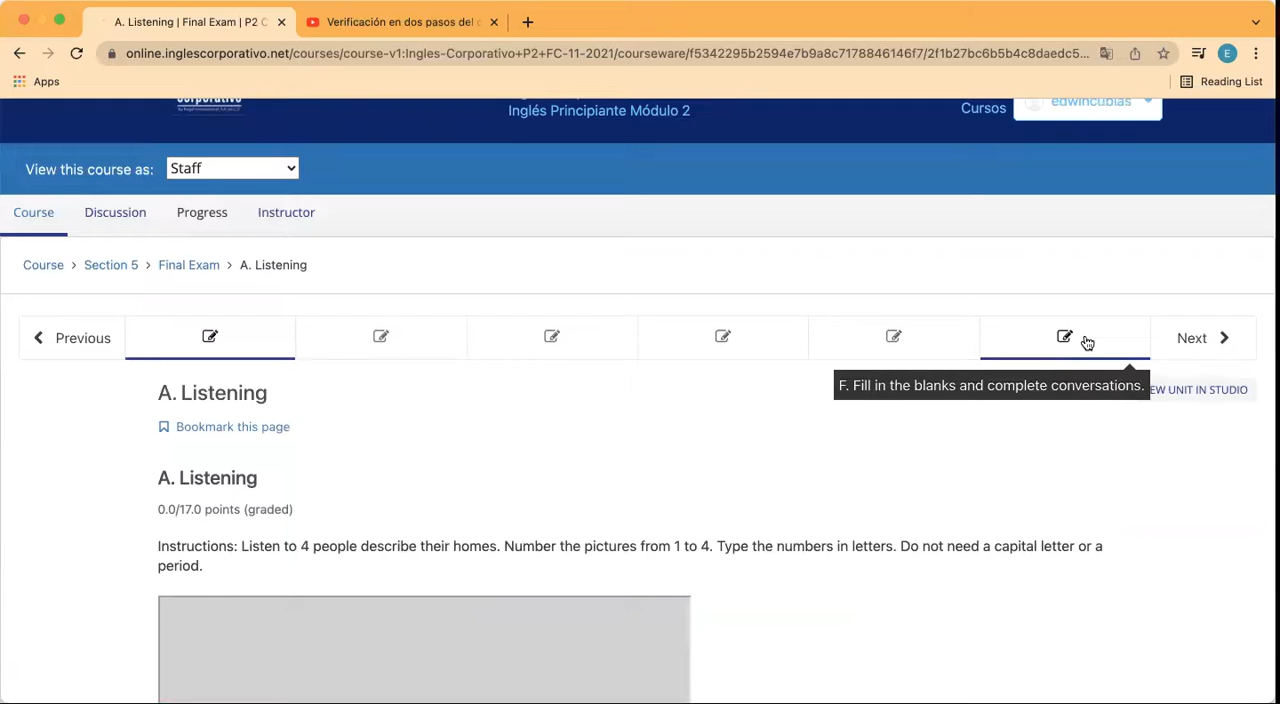 A. Listening | Final Exam | P2 C
Verificación en dos pasos del c
online.inglescorporativo.net/courses/course-v1:Ingles-Corporativo+P2+FC-11-2021/courseware/f5342295b2594e7b9a8c7178846146f7/2f1b27bc6b5b4c8daedc5...
E
Apps
Reading List
corporativo
Inglés Principiante Módulo 2
Cursos
edwincubias
View this course as:
Staff
Course
Discussion
Progress
Instructor
Course > Section 5 > Final Exam > A. Listening
Previous
Next
A. Listening
F. Fill in the blanks and complete conversations.
EW UNIT IN STUDIO
Bookmark this page
A. Listening
0.0/17.0 points (graded)
Instructions: Listen to 4 people describe their homes. Number the pictures from 1 to 4. Type the numbers in letters. Do not need a capital letter or a
period.